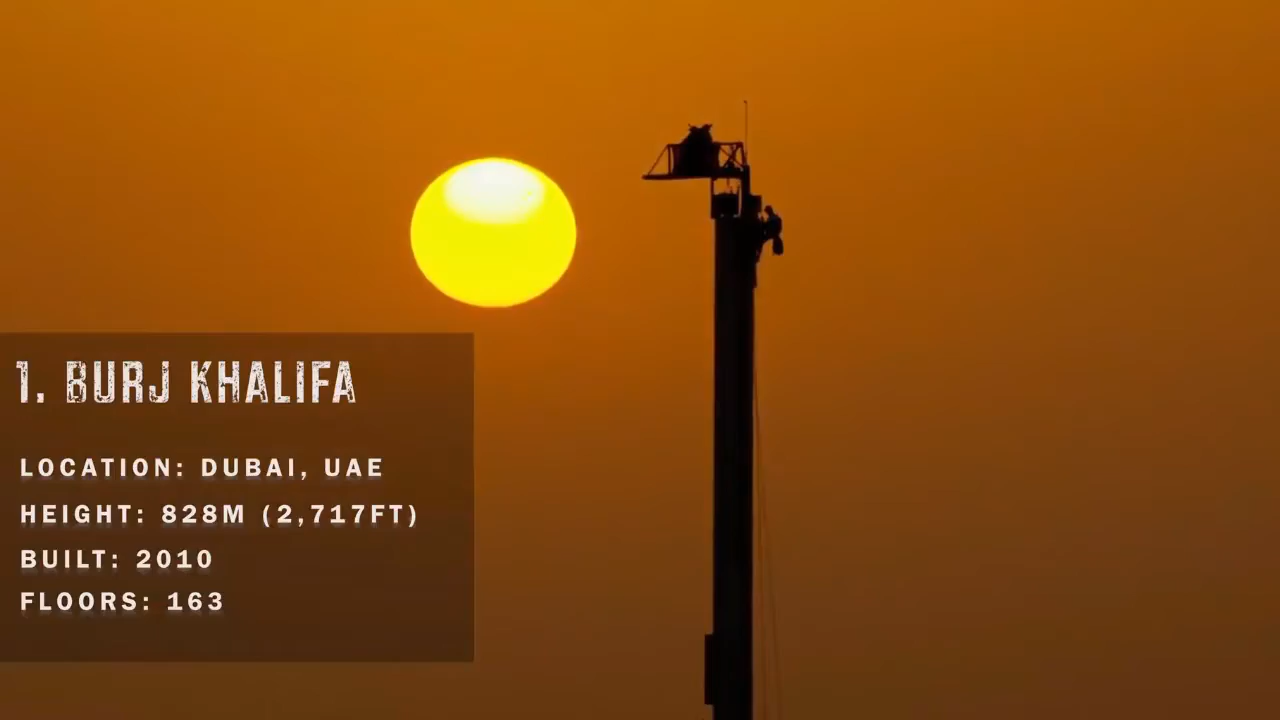 1. BURJ KHALIFA
LOCATION: DUBAI, UAE
HEIGHT: 828M (2,717FT)
BUILT: 2010
FLOORS: 163